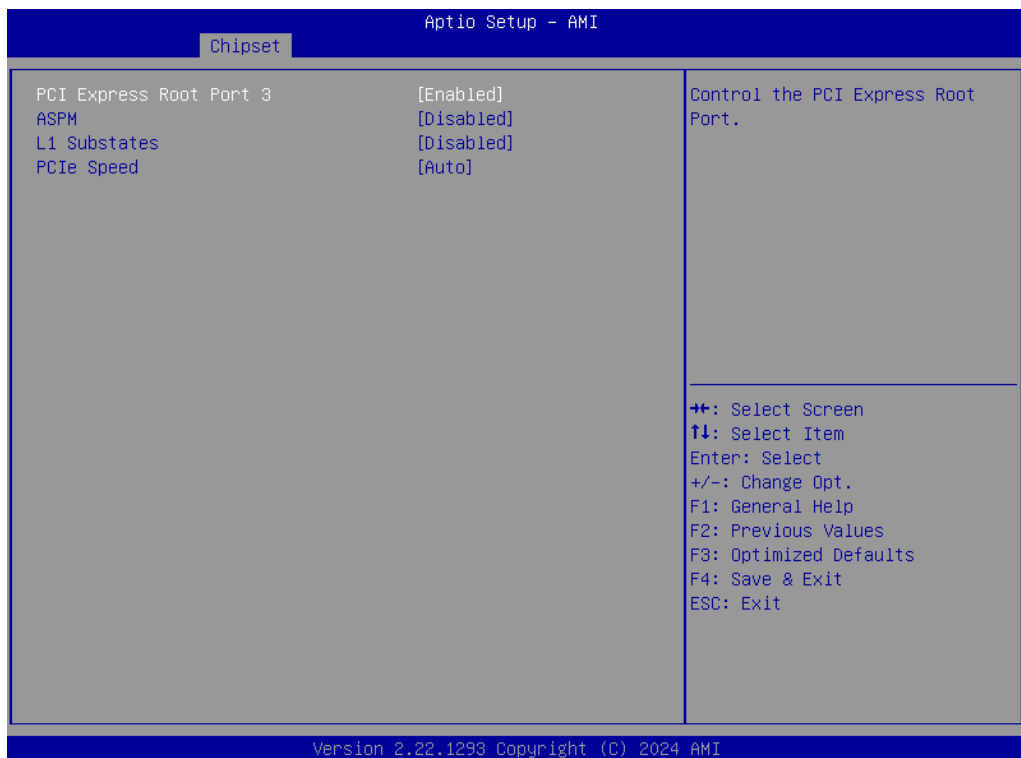 Aptio Setup – AMI
Chipset
PCI Express Root Port 3 [Enabled]
ASPM [Disabled]
L1 Substates [Disabled]
PCIe Speed [Auto]
Control the PCI Express Root
Port.
→←: Select Screen
↑↓: Select Item
Enter: Select
+/-: Change Opt.
F1: General Help
F2: Previous Values
F3: Optimized Defaults
F4: Save & Exit
ESC: Exit
Version 2.22.1293 Copyright (C) 2024 AMI